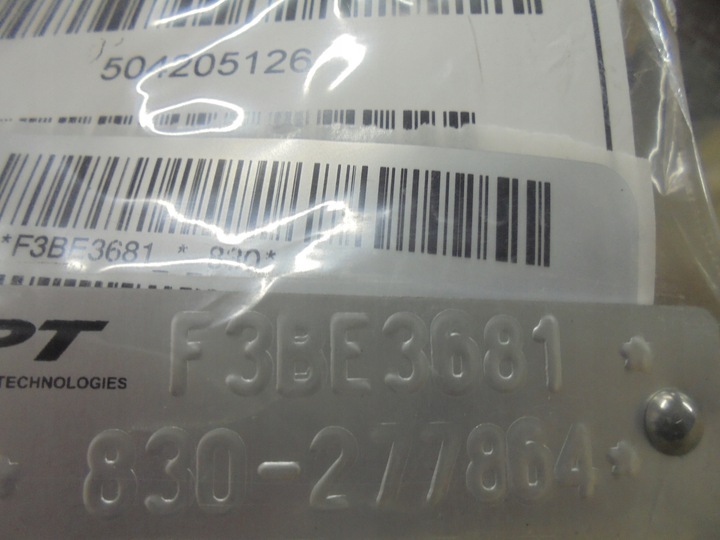 504205126
*F3BE3681 * 830*
PT F3BE3681*
TECHNOLOGIES
*830-277864*